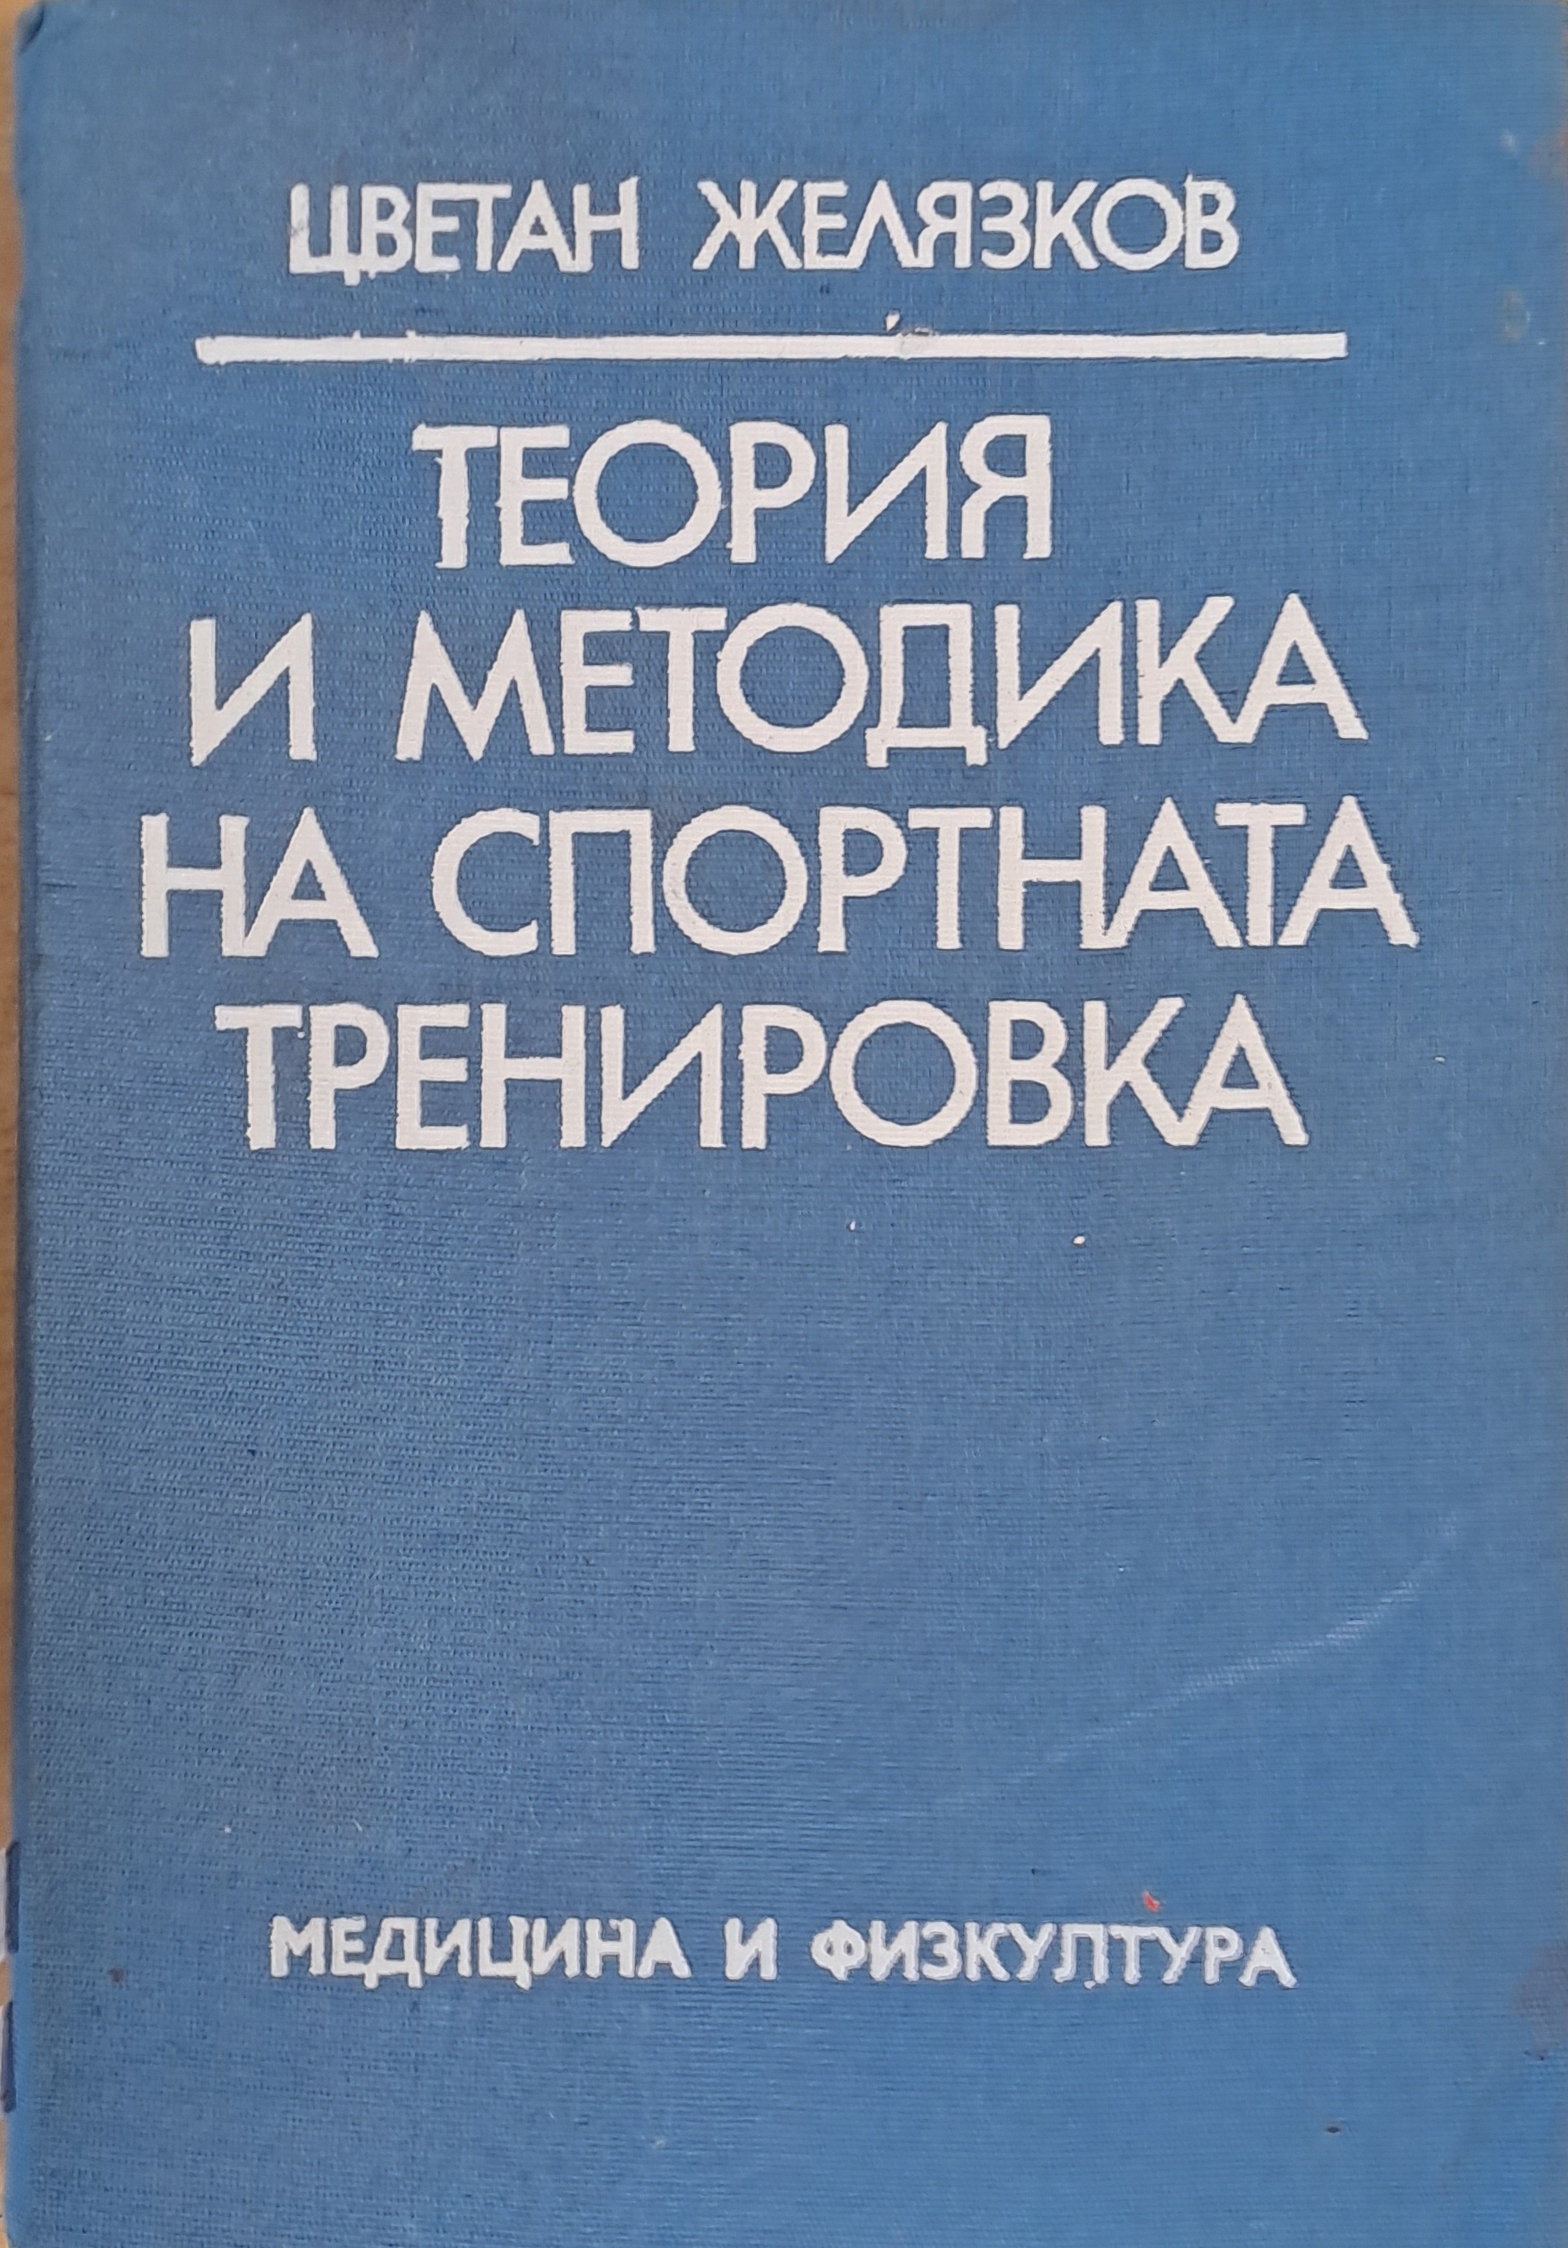 ЦВЕТАН ЖЕЛЯЗКОВ
ТЕОРИЯ
И МЕТОДИКА
НА СПОРТНАТА
ТРЕНИРОВКА
МЕДИЦИНА И ФИЗКУЛТУРА